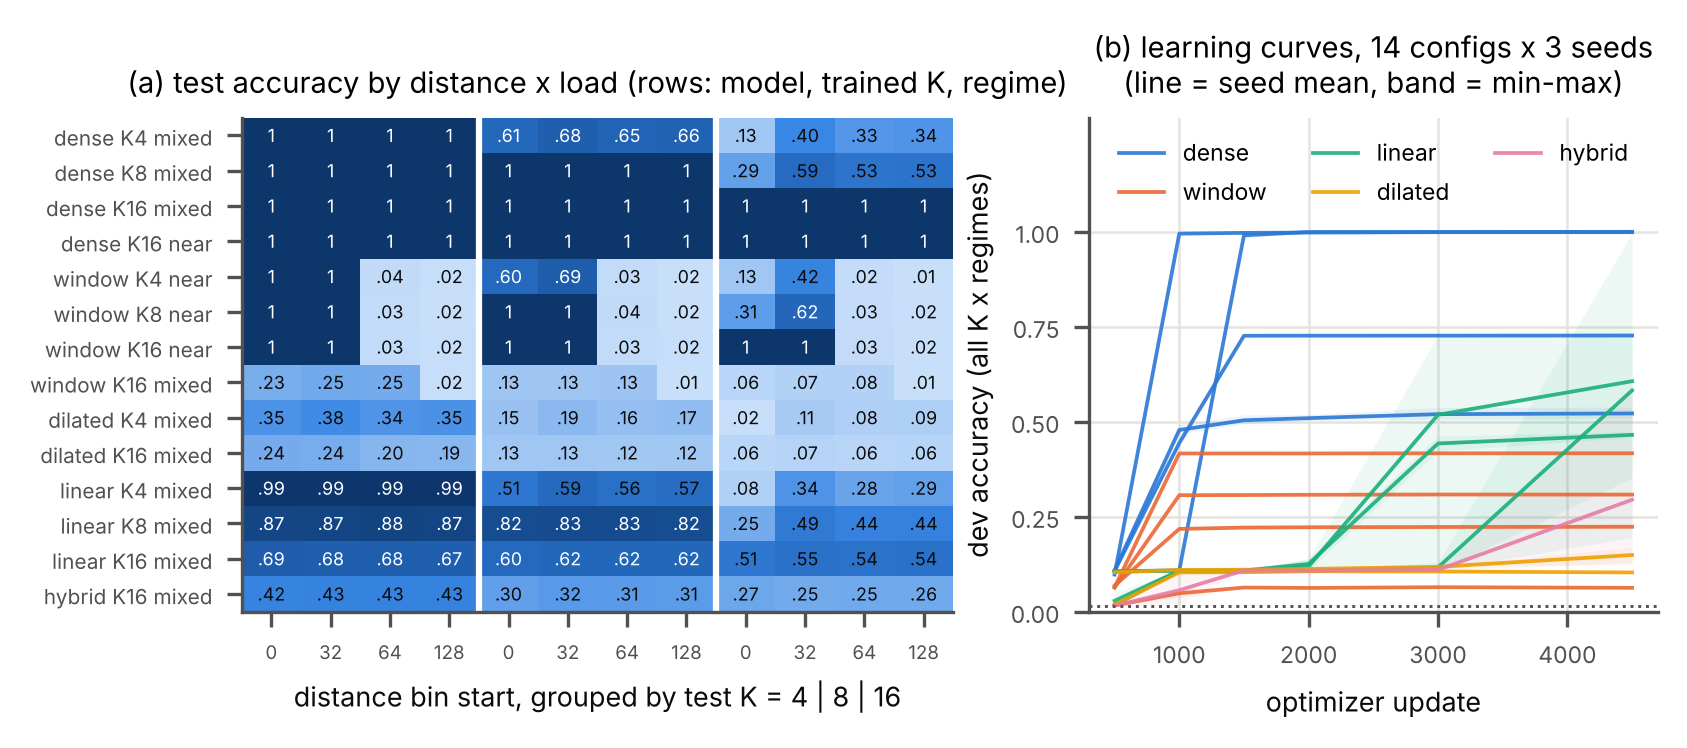 (a) test accuracy by distance x load (rows: model, trained K, regime)
dense K4 mixed 1 1 1 1 .61 .68 .65 .66 .13 .40 .33 .34
dense K8 mixed 1 1 1 1 1 1 1 1 .29 .59 .53 .53
dense K16 mixed 1 1 1 1 1 1 1 1 1 1 1 1
dense K16 near 1 1 1 1 1 1 1 1 1 1 1 1
window K4 near 1 1 .04 .02 .60 .69 .03 .02 .13 .42 .02 .01
window K8 near 1 1 .03 .02 1 1 .04 .02 .31 .62 .03 .02
window K16 near 1 1 .03 .02 1 1 .03 .02 1 1 .03 .02
window K16 mixed .23 .25 .25 .02 .13 .13 .13 .01 .06 .07 .08 .01
dilated K4 mixed .35 .38 .34 .35 .15 .19 .16 .17 .02 .11 .08 .09
dilated K16 mixed .24 .24 .20 .19 .13 .13 .12 .12 .06 .07 .06 .06
linear K4 mixed .99 .99 .99 .99 .51 .59 .56 .57 .08 .34 .28 .29
linear K8 mixed .87 .87 .88 .87 .82 .83 .83 .82 .25 .49 .44 .44
linear K16 mixed .69 .68 .68 .67 .60 .62 .62 .62 .51 .55 .54 .54
hybrid K16 mixed .42 .43 .43 .43 .30 .32 .31 .31 .27 .25 .25 .26
0 32 64 128 0 32 64 128 0 32 64 128
distance bin start, grouped by test K = 4 | 8 | 16
(b) learning curves, 14 configs x 3 seeds
(line = seed mean, band = min-max)
dense linear hybrid
window dilated
dev accuracy (all K x regimes)
1.00
0.75
0.50
0.25
0.00
1000 2000 3000 4000
optimizer update